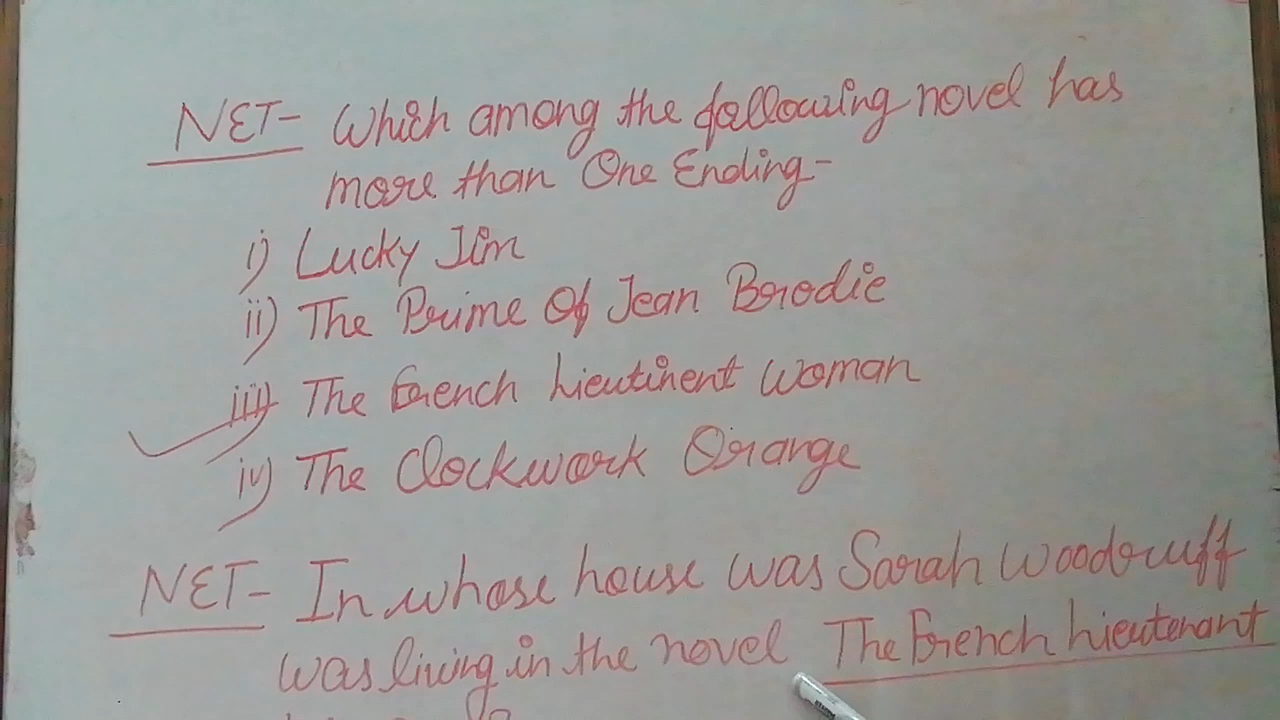 NET- Which among the following novel has
more than One Ending-
i) Lucky Jim
ii) The Prime Of Jean Brodie
iii) The French Lieutinent Woman
iv) The Clockwork Orange
NET- In whose house was Sarah Woodruff
was living in the novel The French Lieutenant